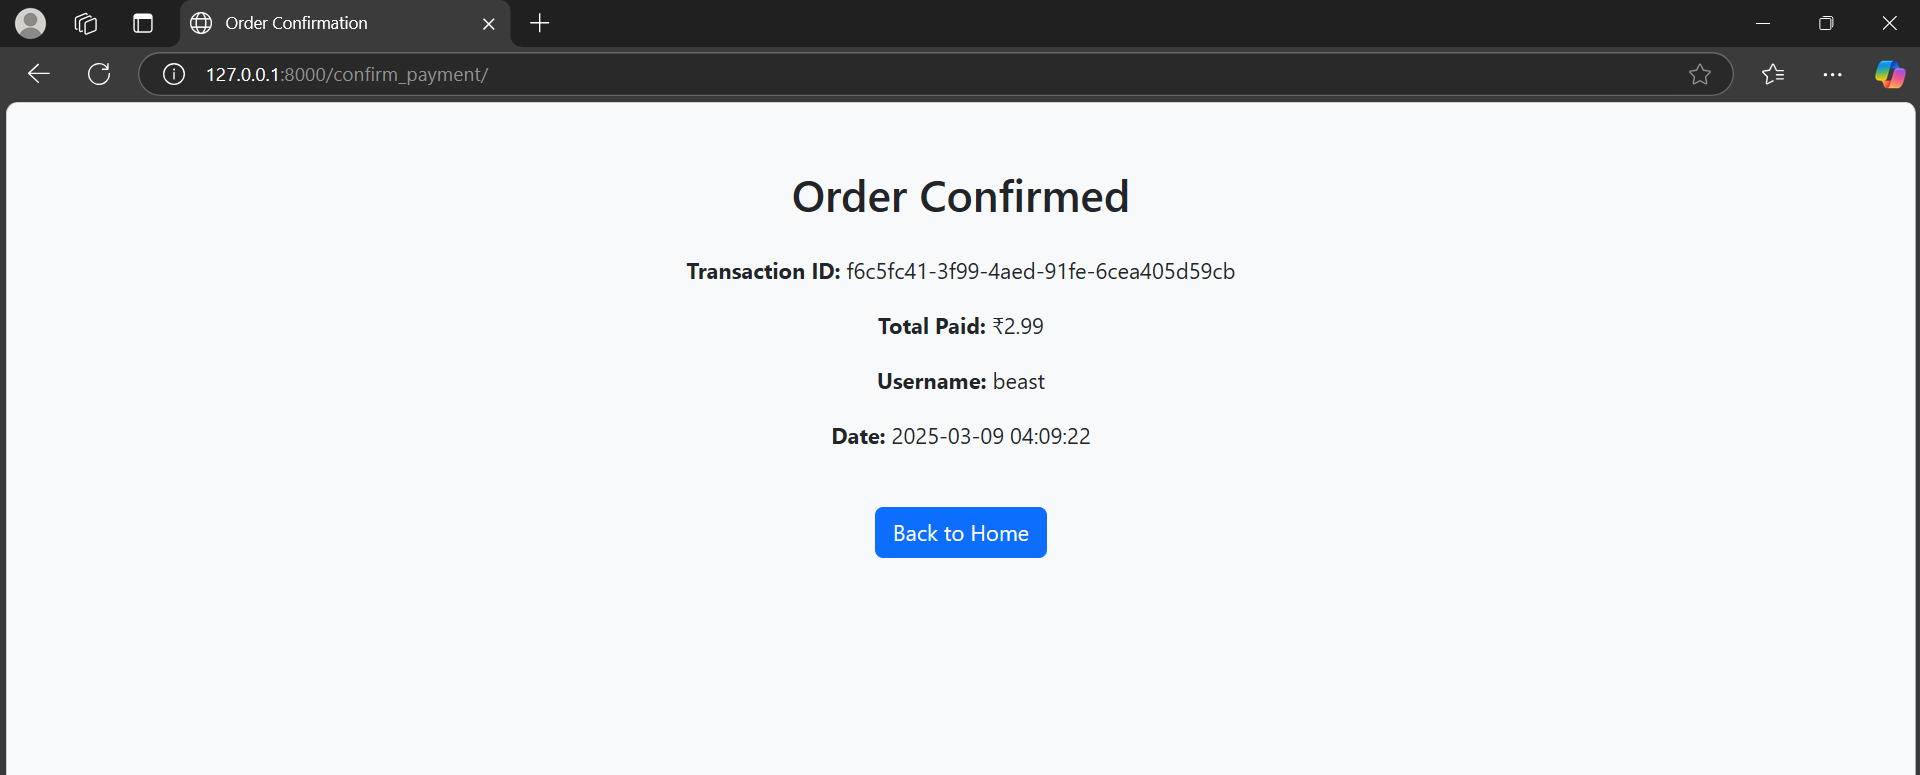 Order Confirmation
127.0.0.1:8000/confirm_payment/
Order Confirmed
Transaction ID: f6c5fc41-3f99-4aed-91fe-6cea405d59cb
Total Paid: ₹2.99
Username: beast
Date: 2025-03-09 04:09:22
Back to Home